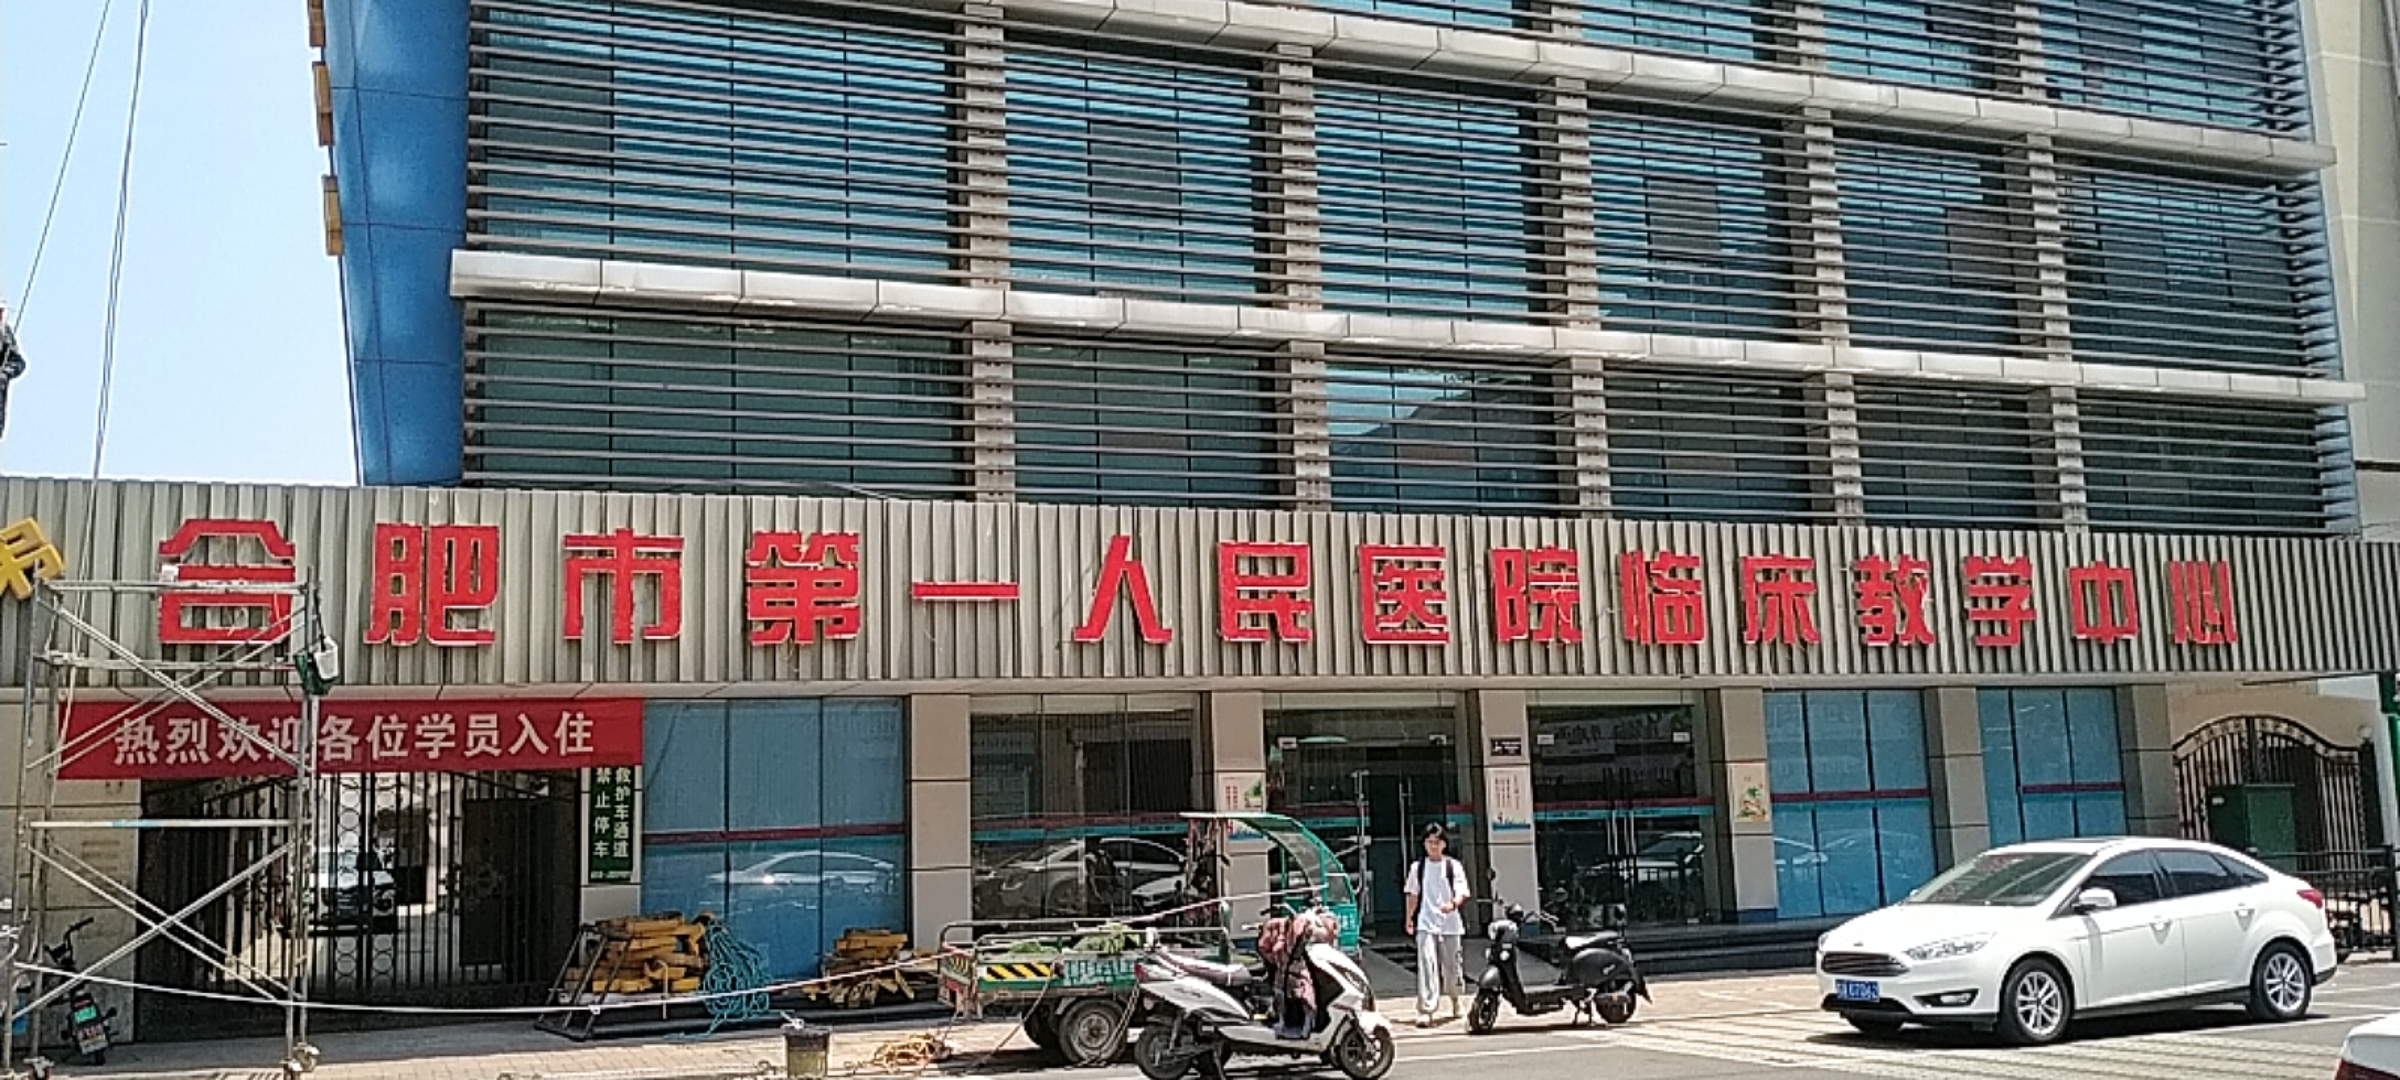 合肥市第一人民医院临床教学中心
热烈欢迎各位学员入住
救护车通道
禁止停车